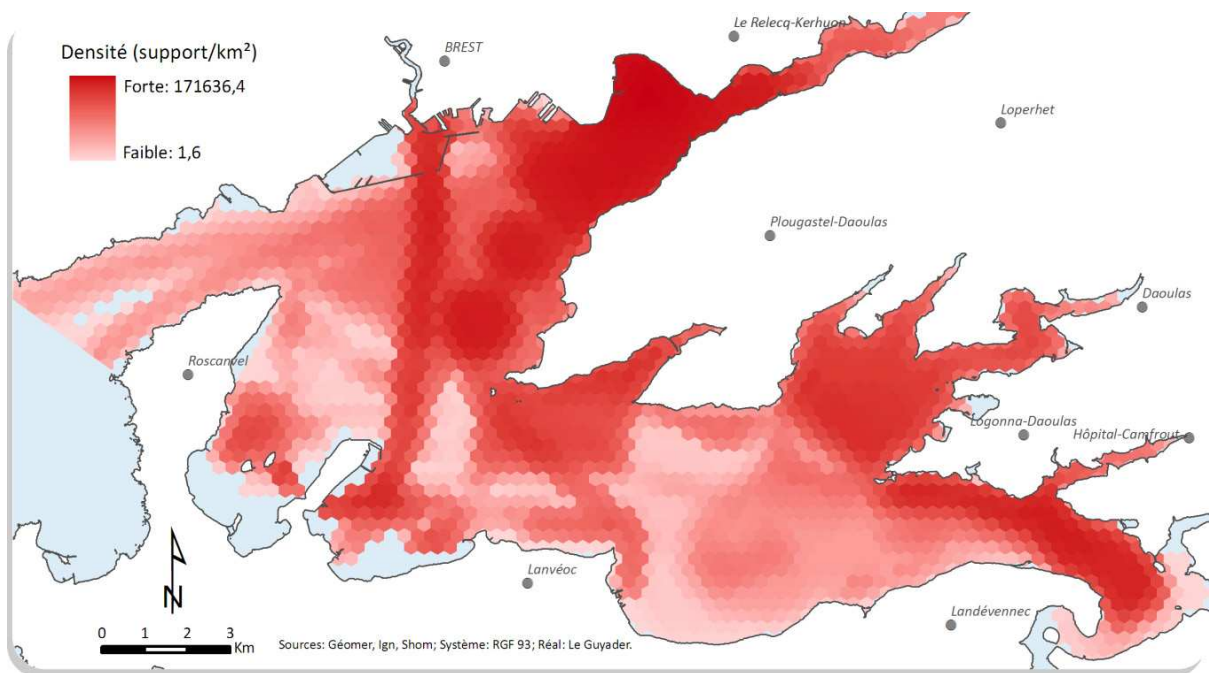 Densité (support/km²)
Forte: 171636,4
Faible: 1,6
BREST
Le Relecq-Kerhuon
Loperhet
Plougastel-Daoulas
Daoulas
Roscanvel
Logonna-Daoulas
Hôpital-Camfrout
Lanvéoc
Landévennec
N
0 1 2 3
Km
Sources: Géomer, Ign, Shom; Système: RGF 93; Réal: Le Guyader.